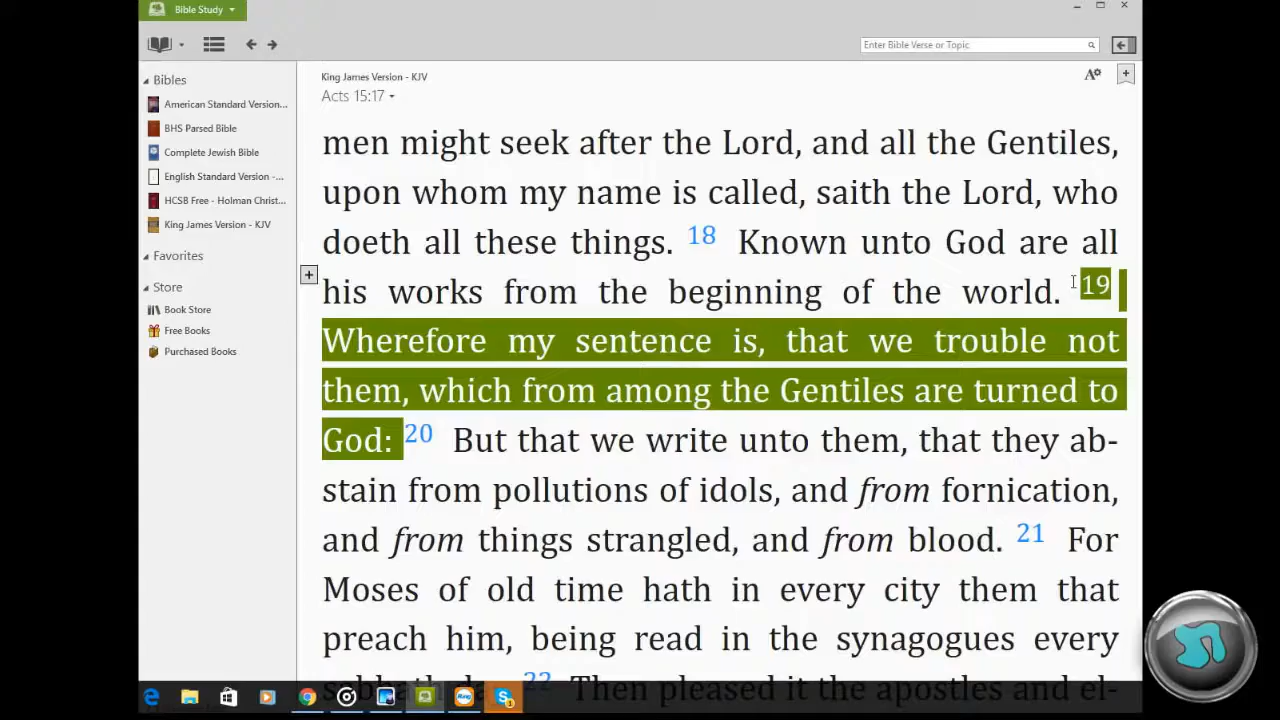 Bible Study
Enter Bible Verse or Topic
Bibles
American Standard Version...
BHS Parsed Bible
Complete Jewish Bible
English Standard Version -...
HCSB Free - Holman Christ...
King James Version - KJV
Favorites
Store
Book Store
Free Books
Purchased Books
King James Version - KJV
Acts 15:17
men might seek after the Lord, and all the Gentiles,
upon whom my name is called, saith the Lord, who
doeth all these things. 18 Known unto God are all
his works from the beginning of the world. 19
Wherefore my sentence is, that we trouble not
them, which from among the Gentiles are turned to
God: 20 But that we write unto them, that they ab-
stain from pollutions of idols, and from fornication,
and from things strangled, and from blood. 21 For
Moses of old time hath in every city them that
preach him, being read in the synagogues every
sabbath da 22 Then pleased it the apostles and el-